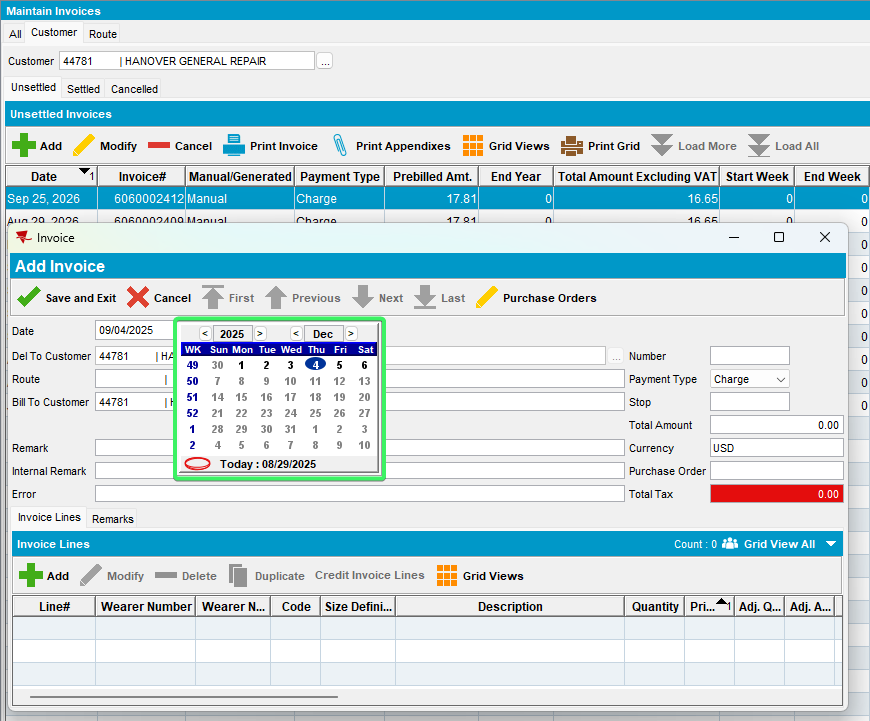 Maintain Invoices
All Customer Route
Customer 44781 | HANOVER GENERAL REPAIR ...
Unsettled Settled Cancelled
Unsettled Invoices
Add Modify Cancel Print Invoice Print Appendixes Grid Views Print Grid Load More Load All
Date 1 Invoice# Manual/Generated Payment Type Prebilled Amt. End Year Total Amount Excluding VAT Start Week End Week
Sep 25, 2026 6060002412 Manual Charge 17.81 0 16.65 0 0
Aug 29, 2026 6060002409 Manual Charge 17.81 0 16.65 0 0
Invoice 0
Add Invoice 0
Save and Exit Cancel First Previous Next Last Purchase Orders 0
Date 09/04/2025 < 2025 > < Dec > 0
WK Sun Mon Tue Wed Thu Fri Sat
Del To Customer 44781 | HA ... Number 0
49 30 1 2 3 4 5 6
Route | Payment Type Charge 0
50 7 8 9 10 11 12 13
51 14 15 16 17 18 19 20
Bill To Customer 44781 | H Stop 0
52 21 22 23 24 25 26 27
Total Amount 0.00
1 28 29 30 31 1 2 3
Remark Currency USD
2 4 5 6 7 8 9 10
Today : 08/29/2025
Internal Remark Purchase Order
Error Total Tax 0.00
Invoice Lines Remarks
Invoice Lines Count : 0 Grid View All
Add Modify Delete Duplicate Credit Invoice Lines Grid Views
Line# Wearer Number Wearer N... Code Size Defini... Description Quantity Pri... 1 Adj. Q... Adj. A...